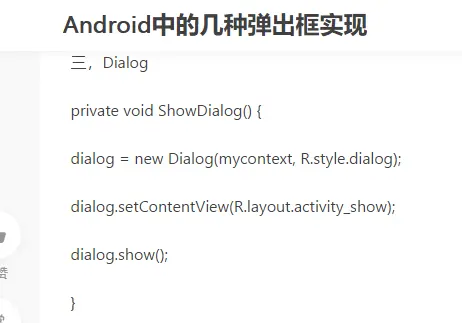 Android中的几种弹出框实现
三，Dialog
private void ShowDialog() {
dialog = new Dialog(mycontext, R.style.dialog);
dialog.setContentView(R.layout.activity_show);
dialog.show();
赞
}